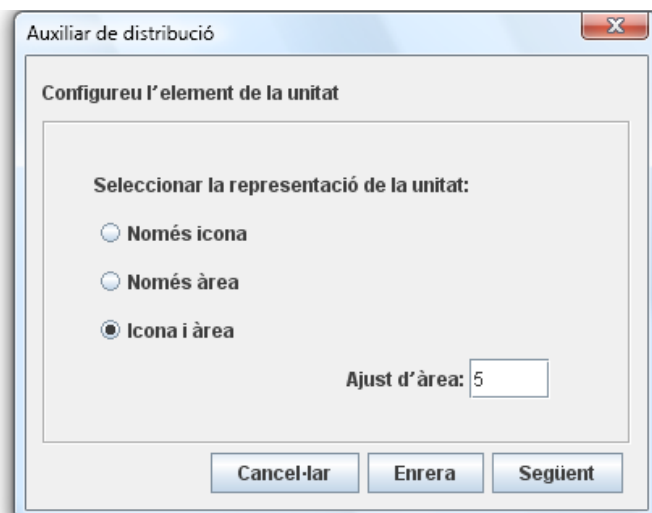 Auxiliar de distribució
Configureu l'element de la unitat
Seleccionar la representació de la unitat:
Només icona
Només àrea
Icona i àrea
Ajust d'àrea: 5
Cancel·lar Enrera Següent